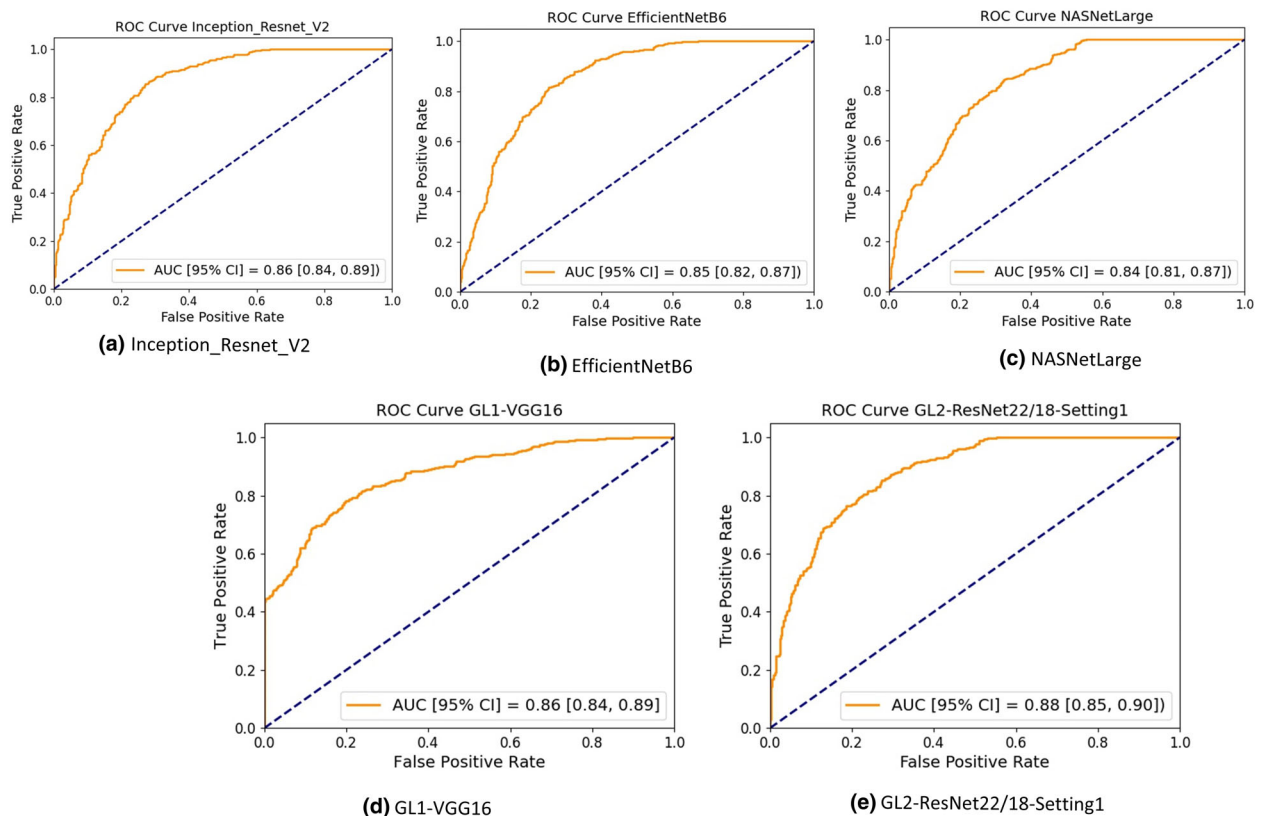 ROC Curve Inception_Resnet_V2
True Positive Rate
1.0
0.8
0.6
0.4
0.2
0.0
AUC [95% CI] = 0.86 [0.84, 0.89])
0.0 0.2 0.4 0.6 0.8 1.0
False Positive Rate
(a) Inception_Resnet_V2
ROC Curve EfficientNetB6
True Positive Rate
1.0
0.8
0.6
0.4
0.2
0.0
AUC [95% CI] = 0.85 [0.82, 0.87])
0.0 0.2 0.4 0.6 0.8 1.0
False Positive Rate
(b) EfficientNetB6
ROC Curve NASNetLarge
True Positive Rate
1.0
0.8
0.6
0.4
0.2
0.0
AUC [95% CI] = 0.84 [0.81, 0.87])
0.0 0.2 0.4 0.6 0.8 1.0
False Positive Rate
(c) NASNetLarge
ROC Curve GL1-VGG16
True Positive Rate
1.0
0.8
0.6
0.4
0.2
0.0
AUC [95% CI] = 0.86 [0.84, 0.89]
0.0 0.2 0.4 0.6 0.8 1.0
False Positive Rate
(d) GL1-VGG16
ROC Curve GL2-ResNet22/18-Setting1
True Positive Rate
1.0
0.8
0.6
0.4
0.2
0.0
AUC [95% CI] = 0.88 [0.85, 0.90])
0.0 0.2 0.4 0.6 0.8 1.0
False Positive Rate
(e) GL2-ResNet22/18-Setting1